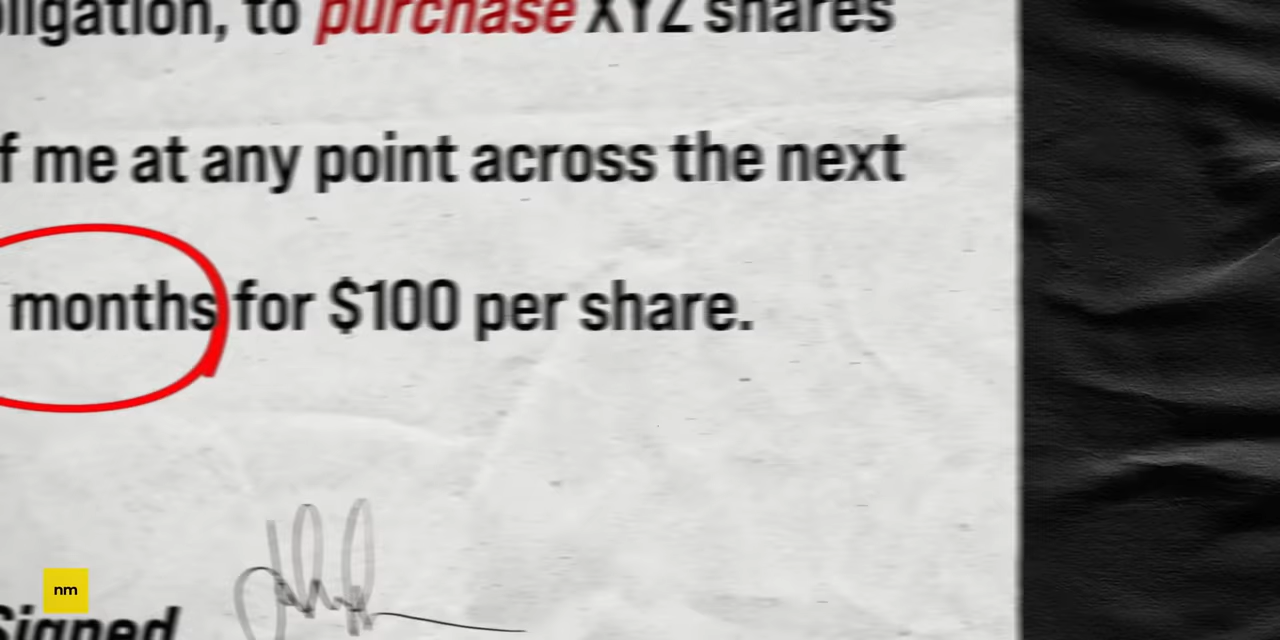 bligation, to purchase XYZ shares
f me at any point across the next
months for $100 per share.
nm
Signed